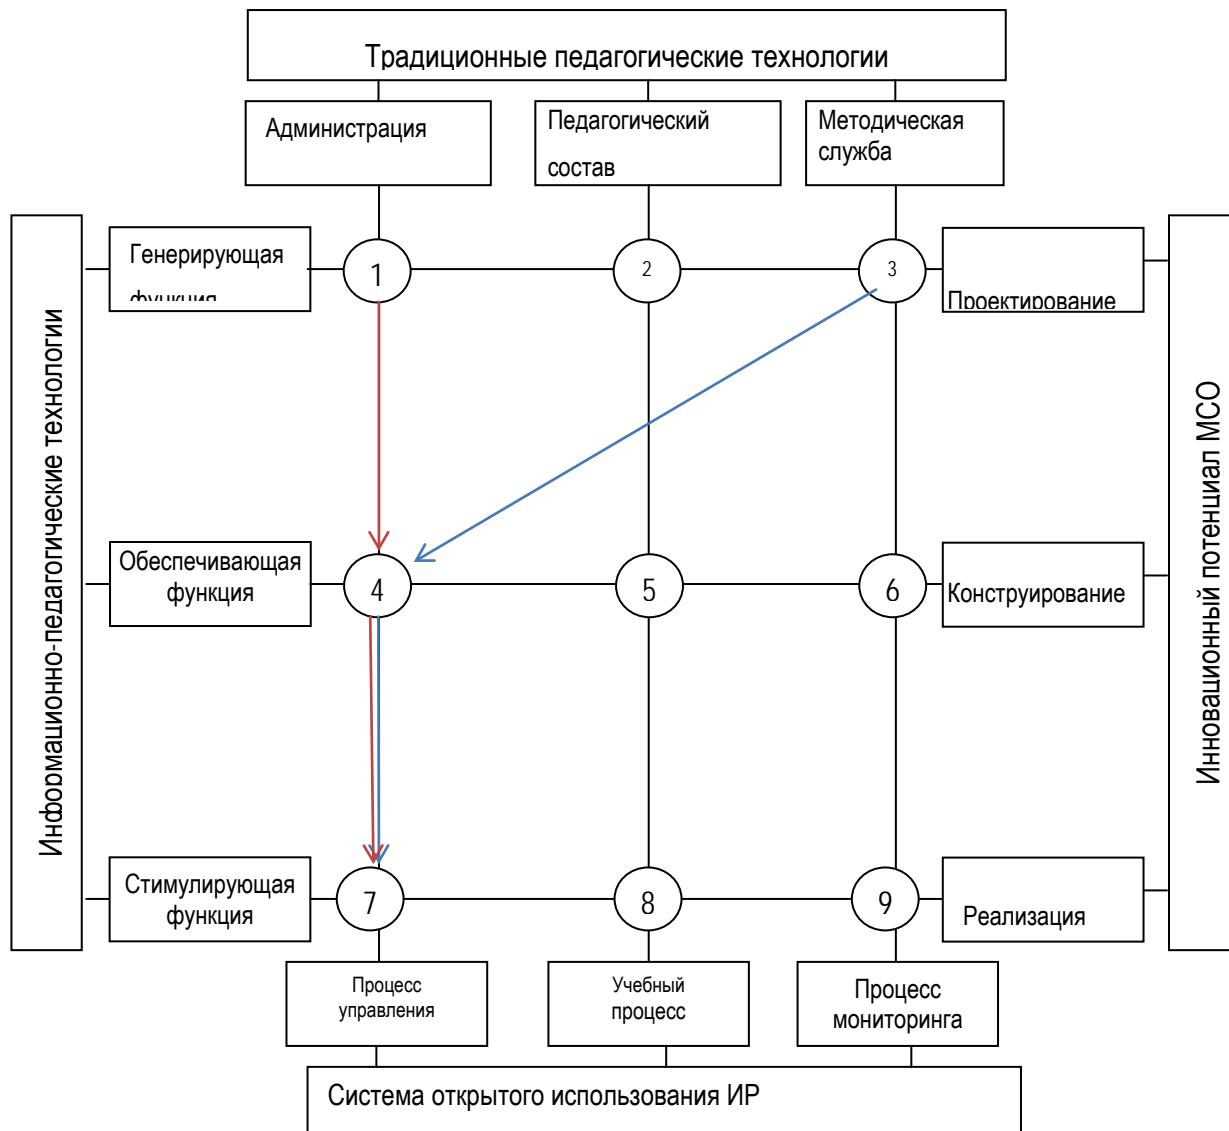 Традиционные педагогические технологии
Администрация
Педагогический
состав
Методическая
служба
Информационно-педагогические технологии
Генерирующая
функция
1
2
3
Проектирование
Инновационный потенциал МСО
Обеспечивающая
функция
4
5
6
Конструирование
Стимулирующая
функция
7
8
9
Реализация
Процесс
управления
Учебный
процесс
Процесс
мониторинга
Система открытого использования ИР